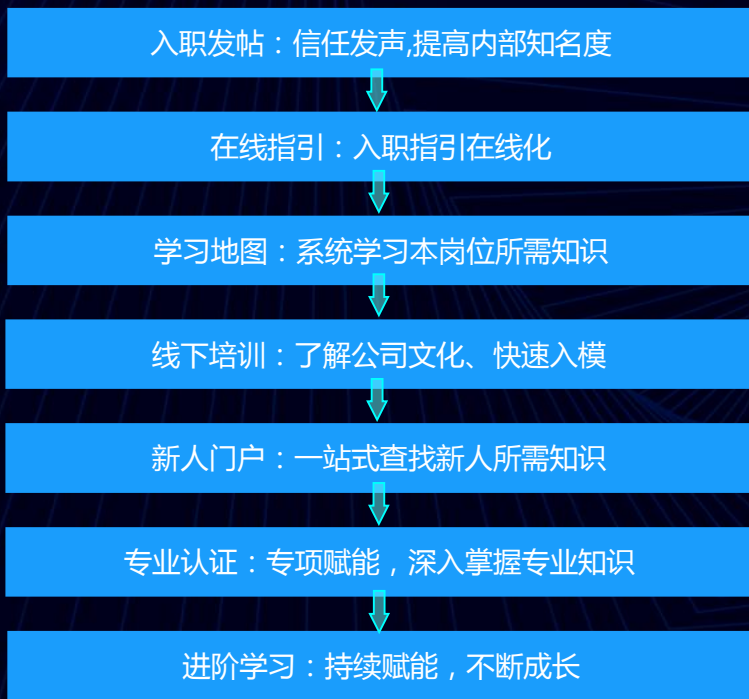 入职发帖：信任发声,提高内部知名度
在线指引：入职指引在线化
学习地图：系统学习本岗位所需知识
线下培训：了解公司文化、快速入模
新人门户：一站式查找新人所需知识
专业认证：专项赋能，深入掌握专业知识
进阶学习：持续赋能，不断成长